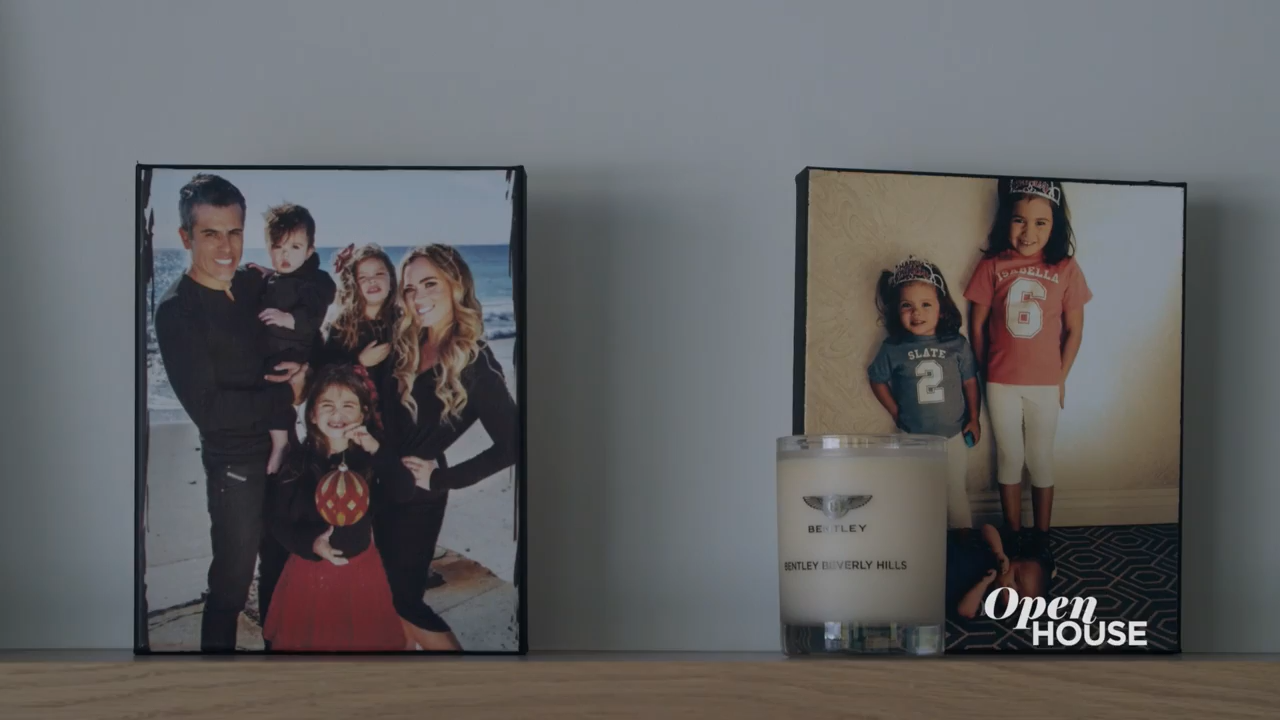 ISABELLA
6
SLATE
2
BENTLEY
BENTLEY BEVERLY HILLS
Open
HOUSE